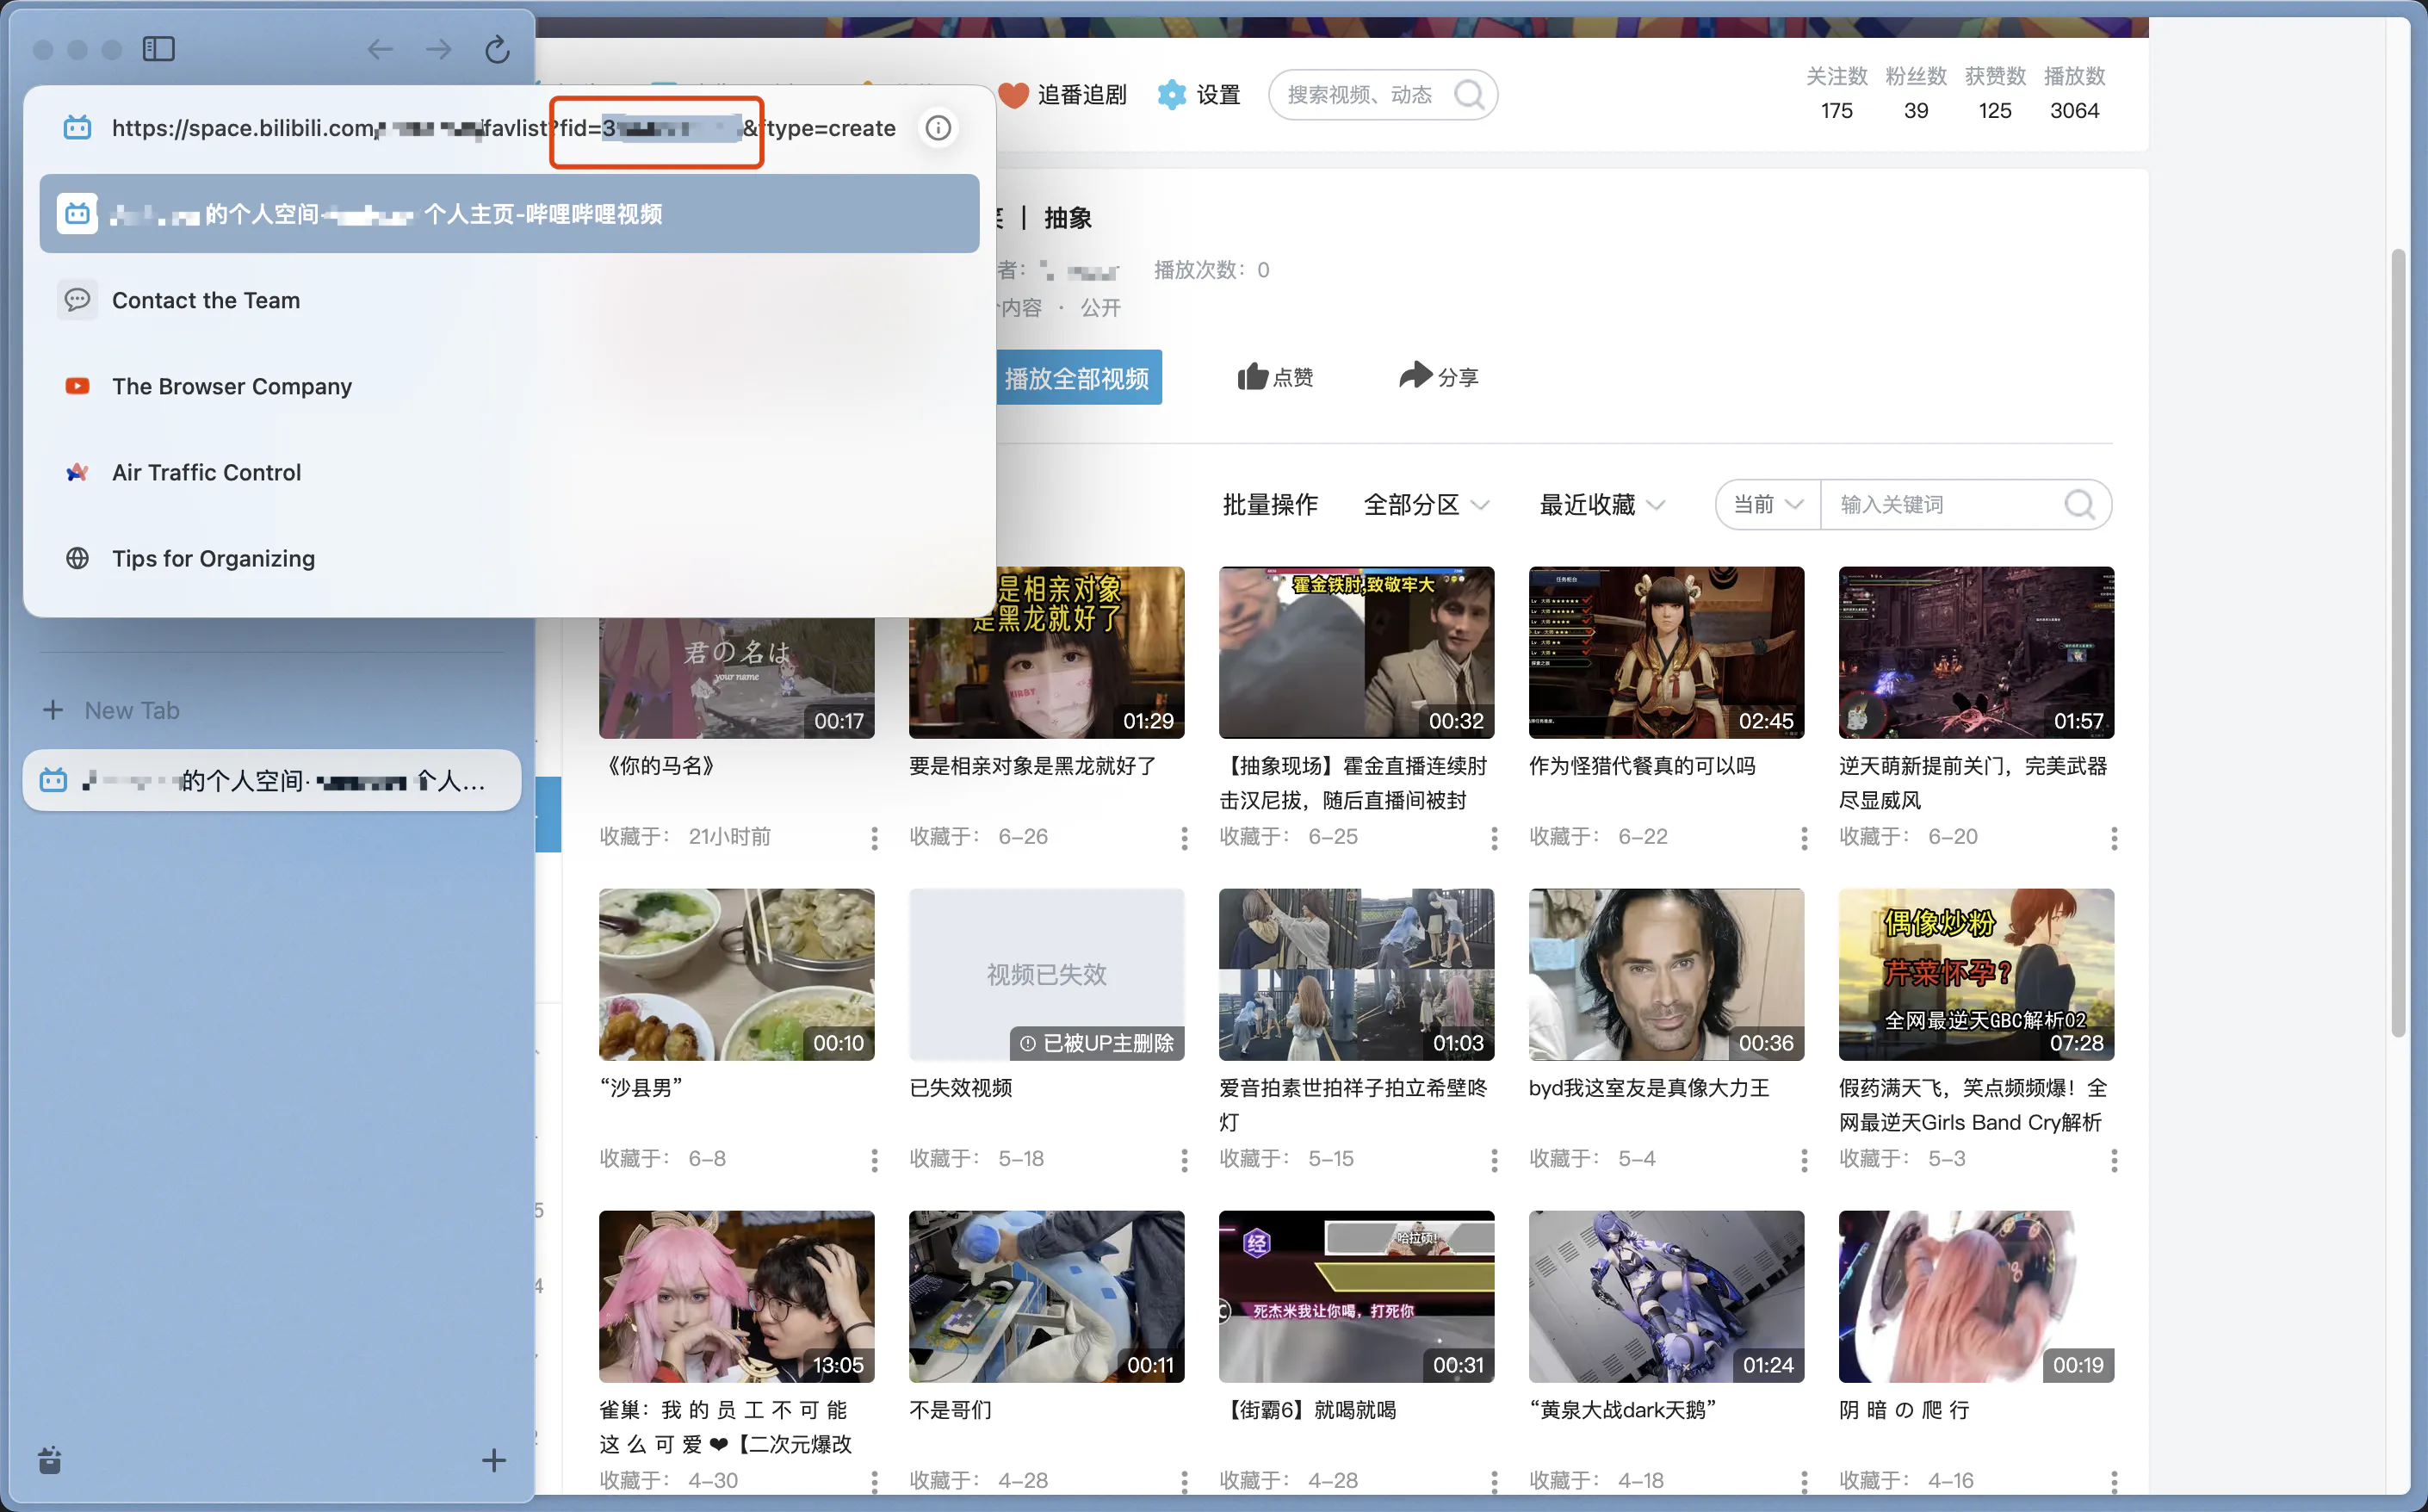 追番追剧
设置
搜索视频、动态
关注数 粉丝数 获赞数 播放数
175 39 125 3064
https://space.bilibili.com
favlist?fid=3
&ftype=create
的个人空间
个人主页-哔哩哔哩视频
Contact the Team
The Browser Company
Air Traffic Control
Tips for Organizing
| 抽象
者：
播放次数：0
内容 · 公开
播放全部视频
点赞
分享
批量操作
全部分区
最近收藏
当前
输入关键词
New Tab
的个人空间·
个人...
君の名は
your name
00:17
是相亲对象
是黑龙就好了
01:29
霍金铁肘,致敬牢大
00:32
02:45
01:57
《你的马名》
要是相亲对象是黑龙就好了
【抽象现场】霍金直播连续肘
击汉尼拔，随后直播间被封
作为怪猎代餐真的可以吗
逆天萌新提前关门，完美武器
尽显威风
收藏于： 21小时前
收藏于： 6-26
收藏于： 6-25
收藏于： 6-22
收藏于： 6-20
00:10
视频已失效
已被UP主删除
01:03
00:36
偶像炒粉
芹菜怀孕？
全网最逆天GBC解析02
07:28
“沙县男”
已失效视频
爱音拍素世拍祥子拍立希壁咚
灯
byd我这室友是真像大力王
假药满天飞，笑点频频爆！全
网最逆天Girls Band Cry解析
收藏于： 6-8
收藏于： 5-18
收藏于： 5-15
收藏于： 5-4
收藏于： 5-3
13:05
00:11
经
哈拉硕!
死杰米我让你喝，打死你
00:31
01:24
00:19
雀巢：我 的 员 工 不 可 能
这 么 可 爱 ❤【二次元爆改
不是哥们
【街霸6】就喝就喝
“黄泉大战dark天鹅”
阴 暗 の 爬 行
收藏于： 4-30
收藏于： 4-28
收藏于： 4-28
收藏于： 4-18
收藏于： 4-16